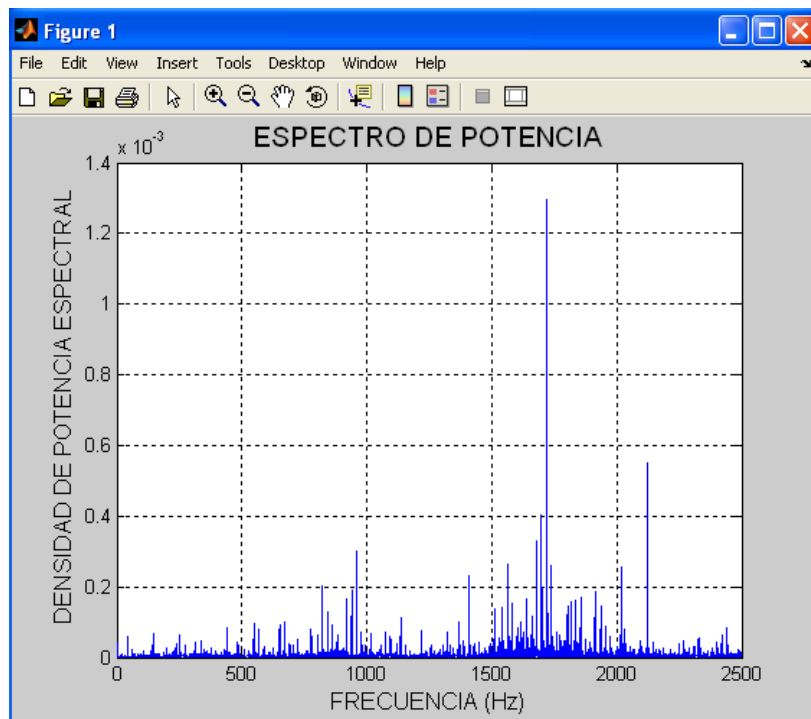 Figure 1
File Edit View Insert Tools Desktop Window Help
x 10-3
ESPECTRO DE POTENCIA
1.4
1.2
1
0.8
0.6
0.4
0.2
0
DENSIDAD DE POTENCIA ESPECTRAL
0 500 1000 1500 2000 2500
FRECUENCIA (Hz)